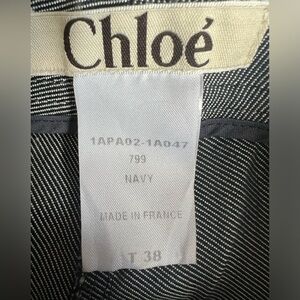 Chloé
1APA02-1A047
799
NAVY
MADE IN FRANCE
T 38